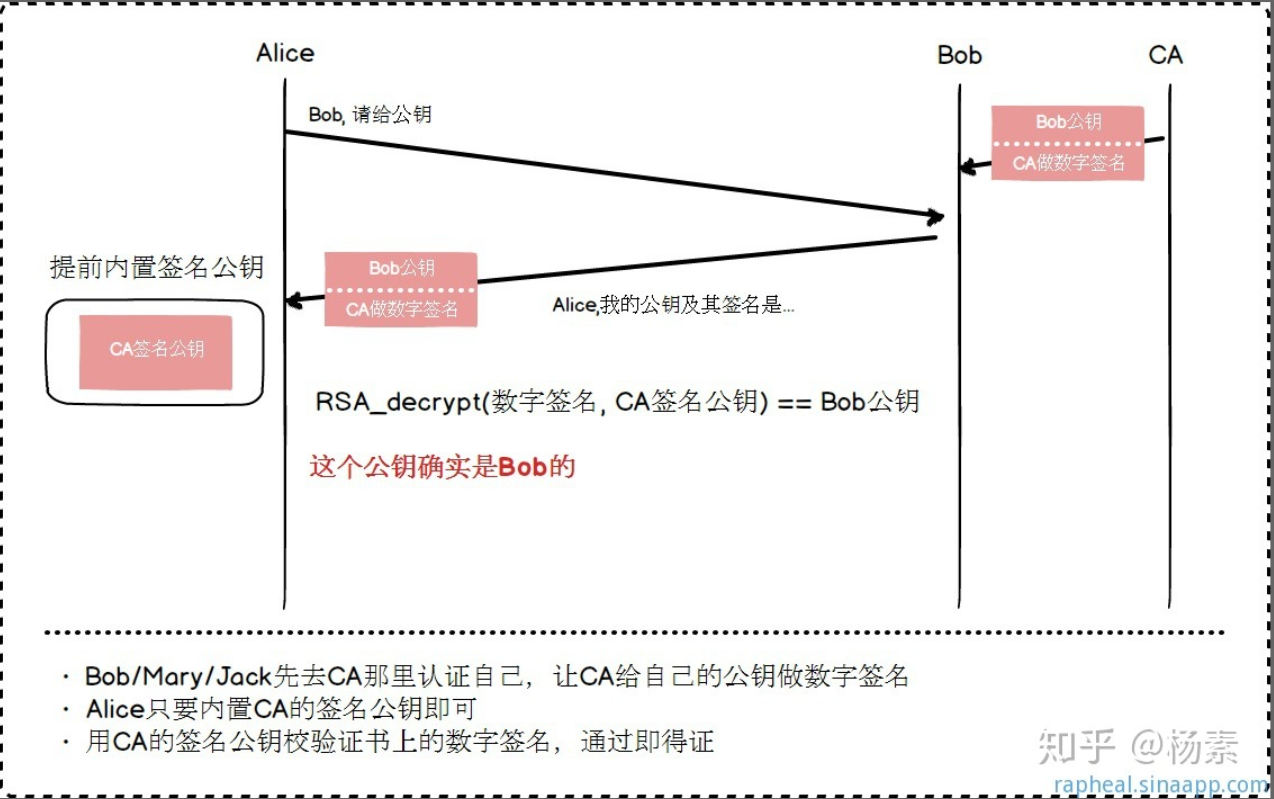 Alice
Bob
CA
Bob, 请给公钥
Bob公钥
CA做数字签名
提前内置签名公钥
CA签名公钥
Bob公钥
CA做数字签名
Alice,我的公钥及其签名是...
RSA_decrypt(数字签名, CA签名公钥) == Bob公钥
这个公钥确实是Bob的
· Bob/Mary/Jack先去CA那里认证自己，让CA给自己的公钥做数字签名
· Alice只要内置CA的签名公钥即可
· 用CA的签名公钥校验证书上的数字签名，通过即得证
知乎 @杨素
rapheal.sinaapp.com